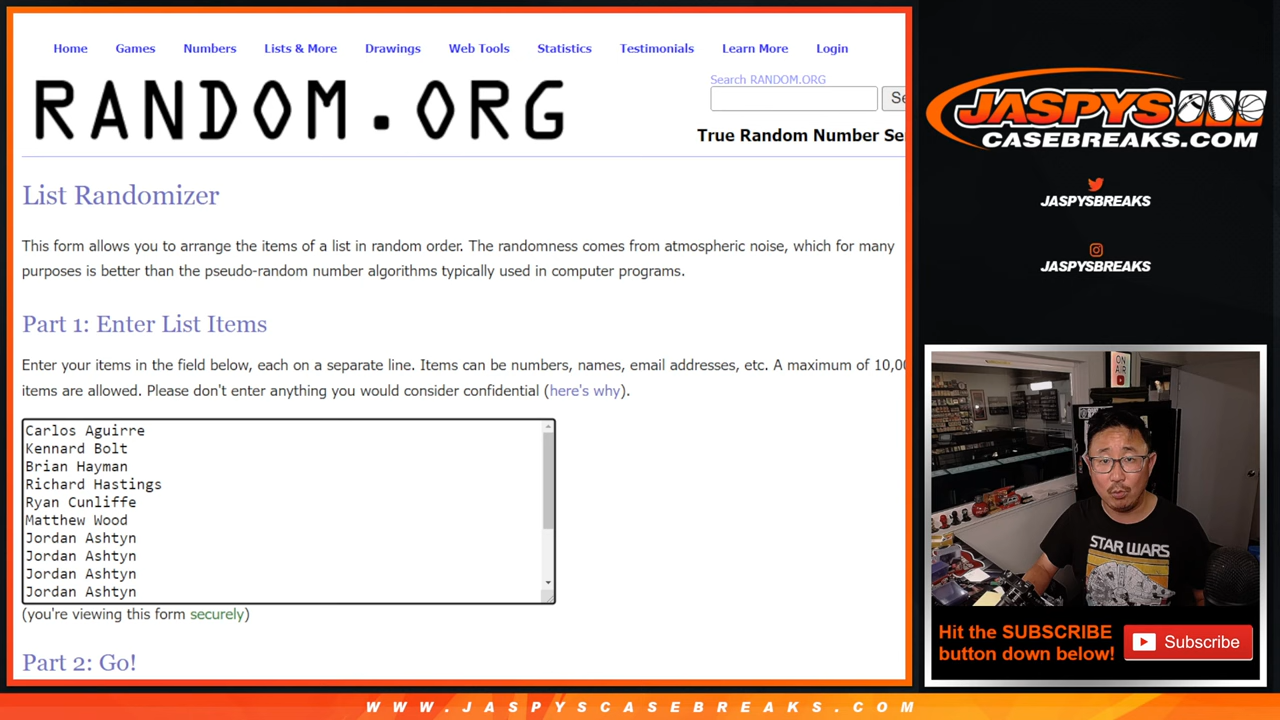 Home Games Numbers Lists & More Drawings Web Tools Statistics Testimonials Learn More Login
Search RANDOM.ORG
RANDOM.ORG
Se
True Random Number Se
List Randomizer
This form allows you to arrange the items of a list in random order. The randomness comes from atmospheric noise, which for many
purposes is better than the pseudo-random number algorithms typically used in computer programs.
Part 1: Enter List Items
Enter your items in the field below, each on a separate line. Items can be numbers, names, email addresses, etc. A maximum of 10,00
items are allowed. Please don't enter anything you would consider confidential (here's why).
Carlos Aguirre
Kennard Bolt
Brian Hayman
Richard Hastings
Ryan Cunliffe
Matthew Wood
Jordan Ashtyn
Jordan Ashtyn
Jordan Ashtyn
Jordan Ashtyn
(you're viewing this form securely)
Part 2: Go!
JASPYS
CASEBREAKS.COM
JASPYSBREAKS
JASPYSBREAKS
ON
AIR
STAR WARS
Hit the SUBSCRIBE
button down below!
Subscribe
WWW.JASPYSCASEBREAKS.COM